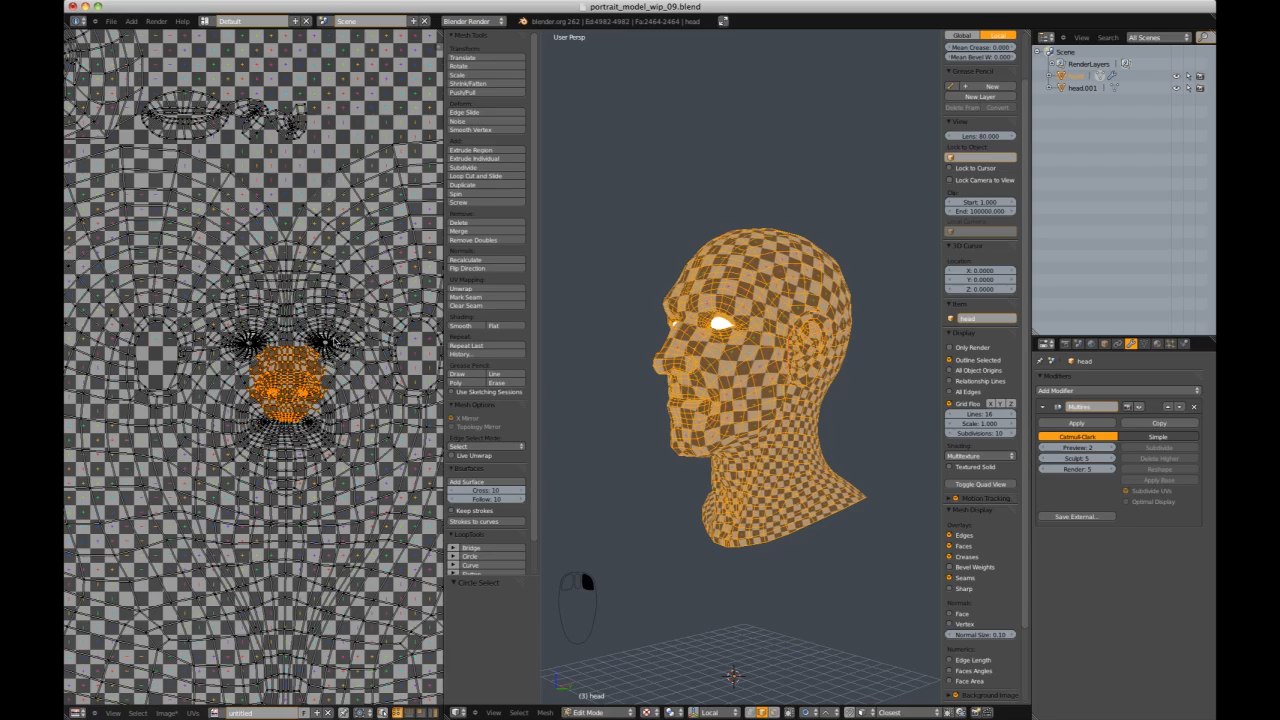 portrait_model_wip_09.blend
File Add Render Help Default Scene Blender Render blender.org 262 | Ed:4982-4982 | Fa:2464-2464 | head
View Search All Scenes
Scene
RenderLayers
head
head.001
User Persp
Mesh Tools
Transform:
Translate
Rotate
Scale
Shrink/Fatten
Push/Pull
Deform:
Edge Slide
Noise
Smooth Vertex
Add:
Extrude Region
Extrude Individual
Subdivide
Loop Cut and Slide
Duplicate
Spin
Screw
Remove:
Delete
Merge
Remove Doubles
Normals:
Recalculate
Flip Direction
UV Mapping:
Unwrap
Mark Seam
Clear Seam
Shading:
Smooth Flat
Repeat:
Repeat Last
History...
Grease Pencil:
Draw Line
Poly Erase
Use Sketching Sessions
Mesh Options
X Mirror
Topology Mirror
Edge Select Mode:
Select
Live Unwrap
Bsurfaces
Add Surface
Cross: 10
Follow: 10
Keep strokes
Strokes to curves
LoopTools
Bridge
Circle
Curve
Circle Select
Global Local
Mean Crease: 0.000
Mean Bevel W: 0.000
Grease Pencil
New
New Layer
Delete Fram Convert
View
Lens: 80.000
Lock to Object:
Lock to Cursor
Lock Camera to View
Clip:
Start: 1.000
End: 100000.000
Local Camera:
3D Cursor
Location
X: 0.0000
Y: 0.0000
Z: 0.0000
Item
head
Display
Only Render
Outline Selected
All Object Origins
Relationship Lines
All Edges
Grid Floo X Y Z
Lines: 16
Scale: 1.000
Subdivisions: 10
Shading:
Multitexture
Textured Solid
Toggle Quad View
Motion Tracking
Mesh Display
Overlays:
Edges
Faces
Creases
Bevel Weights
Seams
Sharp
Normals:
Face
Vertex
Normal Size: 0.10
Numerics:
Edge Length
Faces Angles
Face Area
Background Image
head
Modifiers
Add Modifier
Multires
Apply Copy
Catmull-Clark Simple
Preview: 2 Subdivide
Sculpt: 5 Delete Higher
Render: 5 Reshape
Apply Base
Subdivide UVs
Optimal Display
Save External...
(3) head
View Select Image* UVs untitled F
View Select Mesh Edit Mode Local Closest